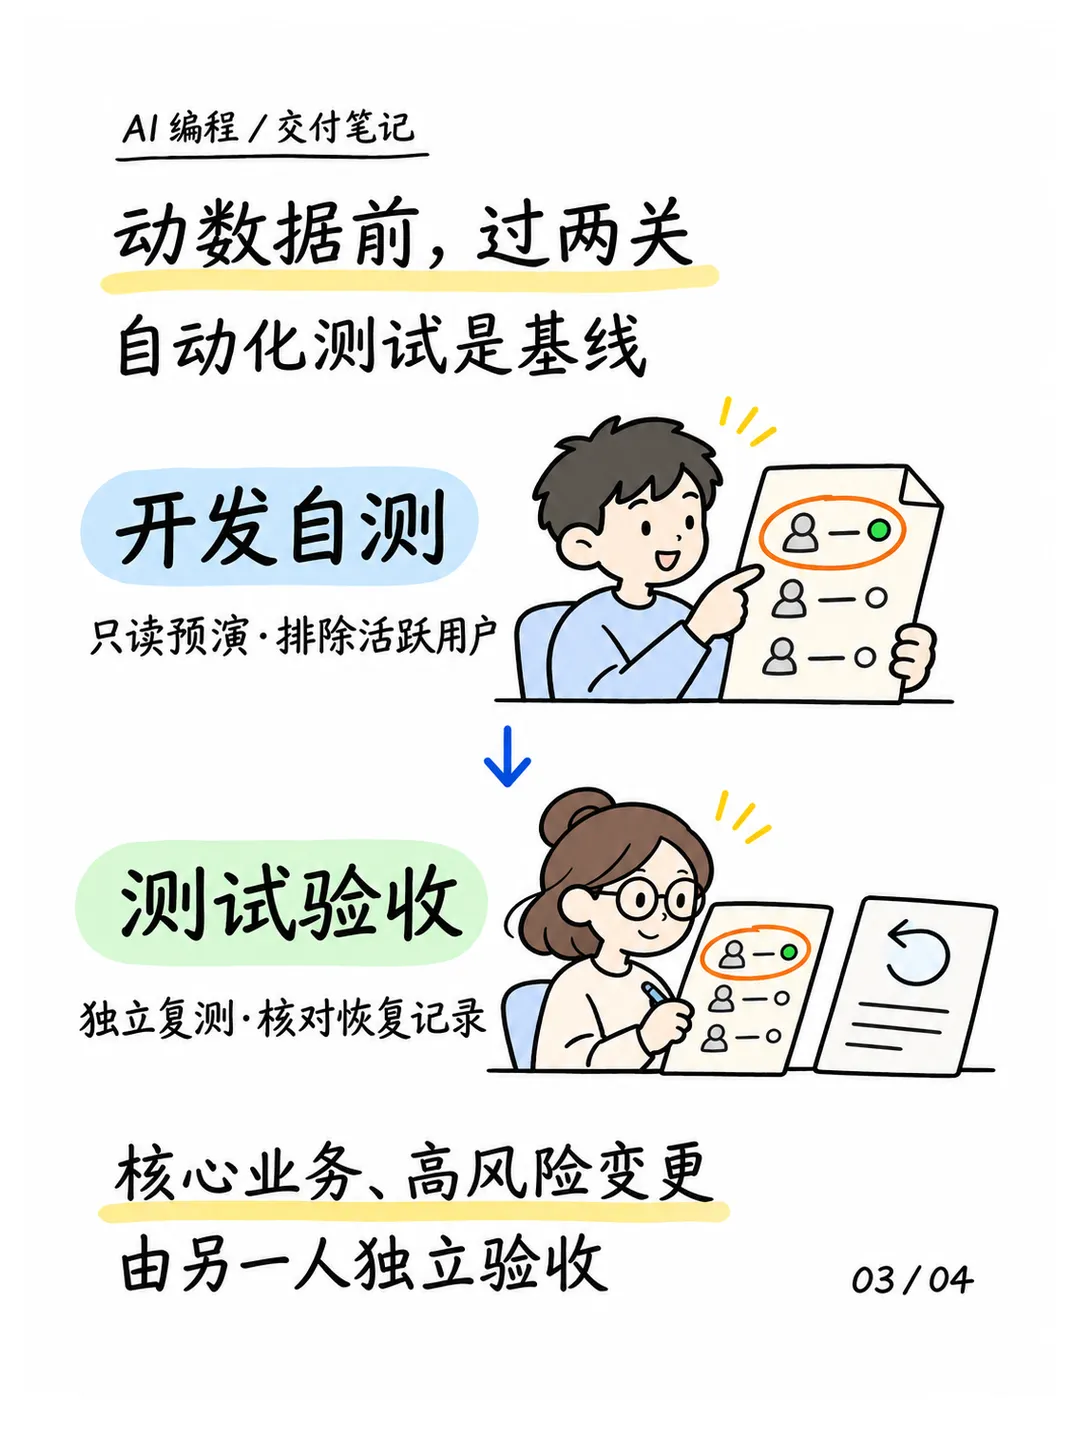 AI 编程 / 交付笔记
动数据前，过两关
自动化测试是基线
开发自测
只读预演·排除活跃用户
测试验收
独立复测·核对恢复记录
核心业务、高风险变更
由另一人独立验收
03 / 04